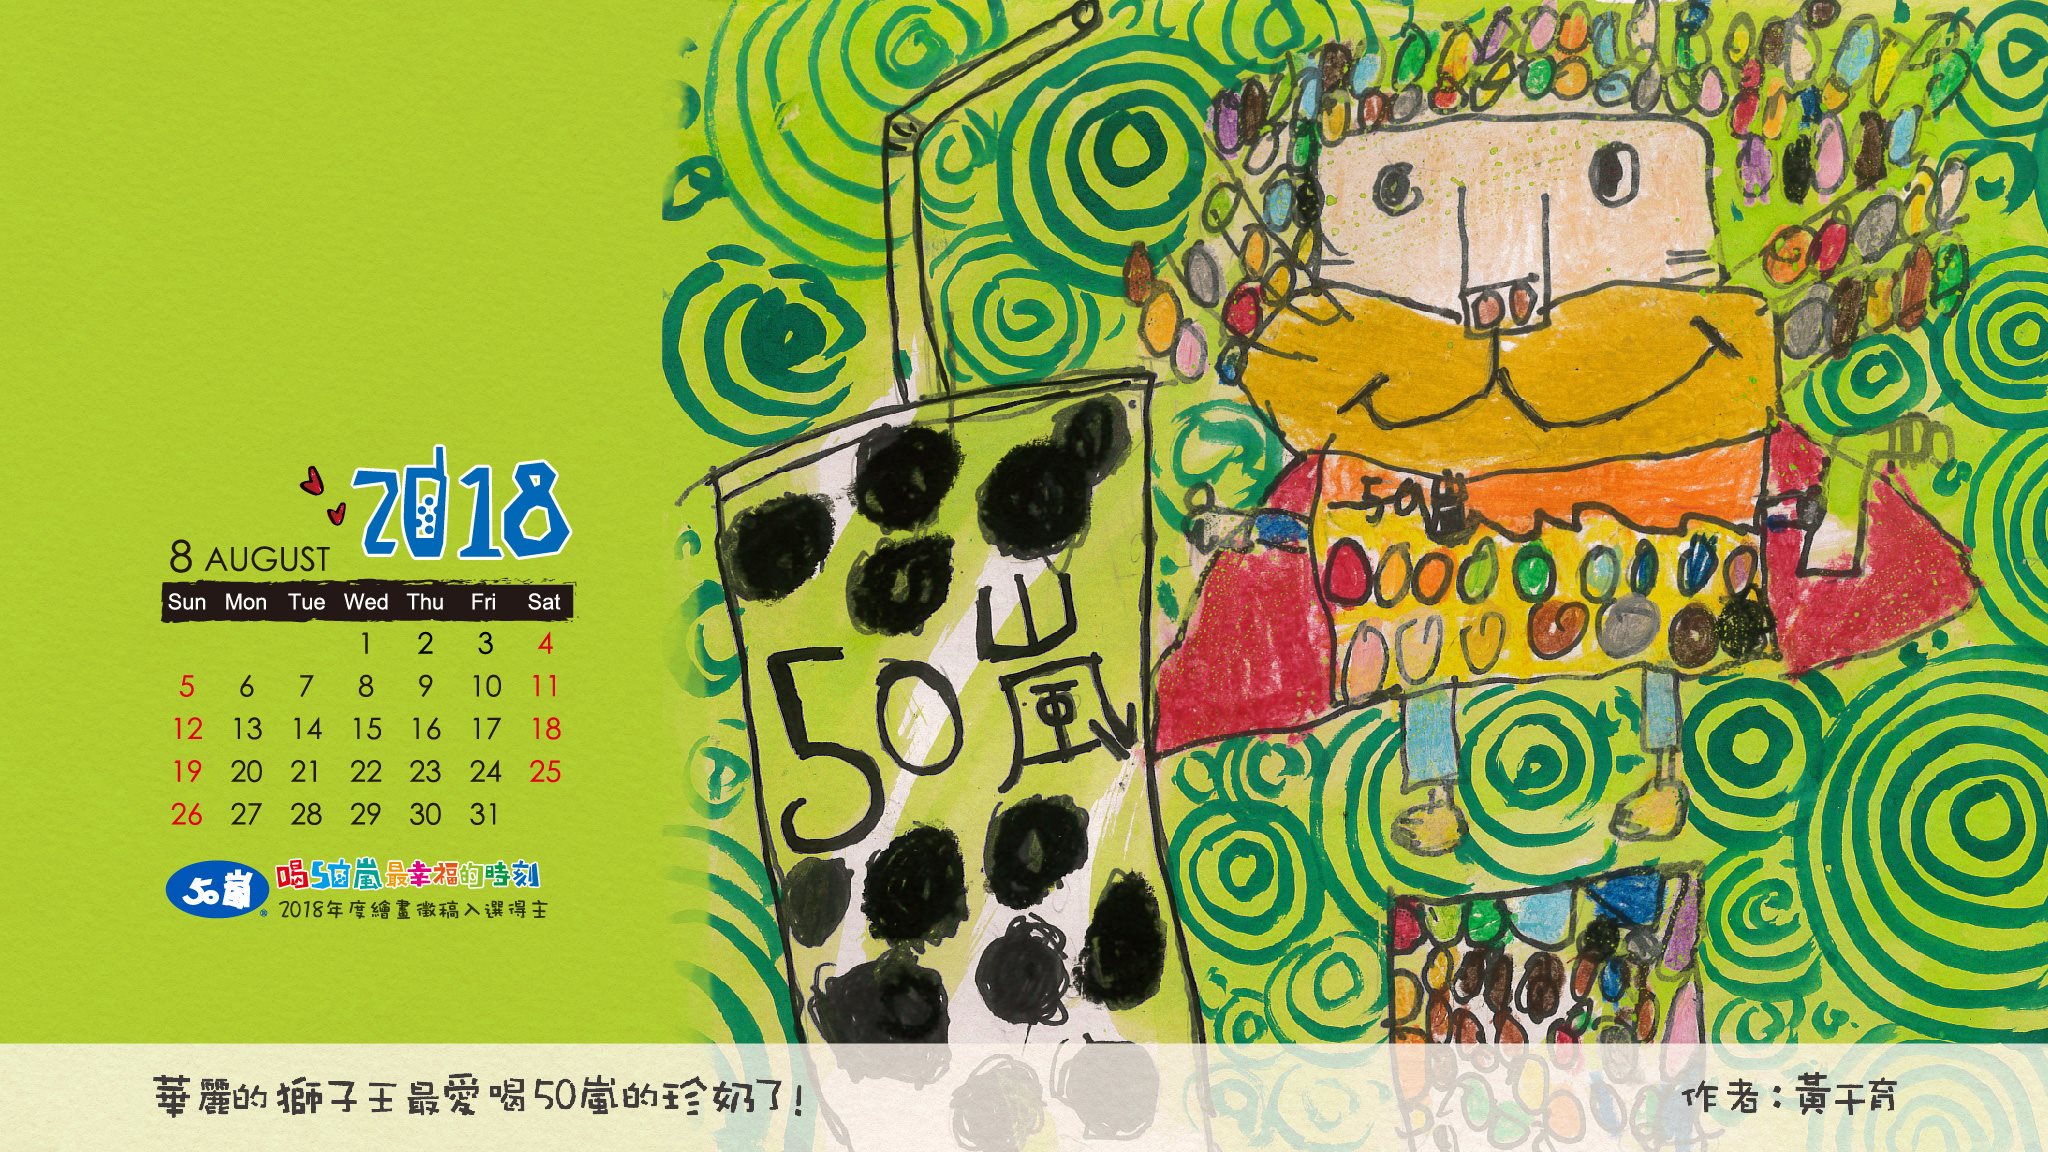 2018
8 AUGUST
Sun Mon Tue Wed Thu Fri Sat
1 2 3 4
5 6 7 8 9 10 11
12 13 14 15 16 17 18
19 20 21 22 23 24 25
26 27 28 29 30 31
50嵐® 喝50嵐最幸福的時刻
2018年度繪畫徵稿入選得主
50嵐
50嵐
華麗的獅子王最愛喝50嵐的珍奶了!
作者:黃干育